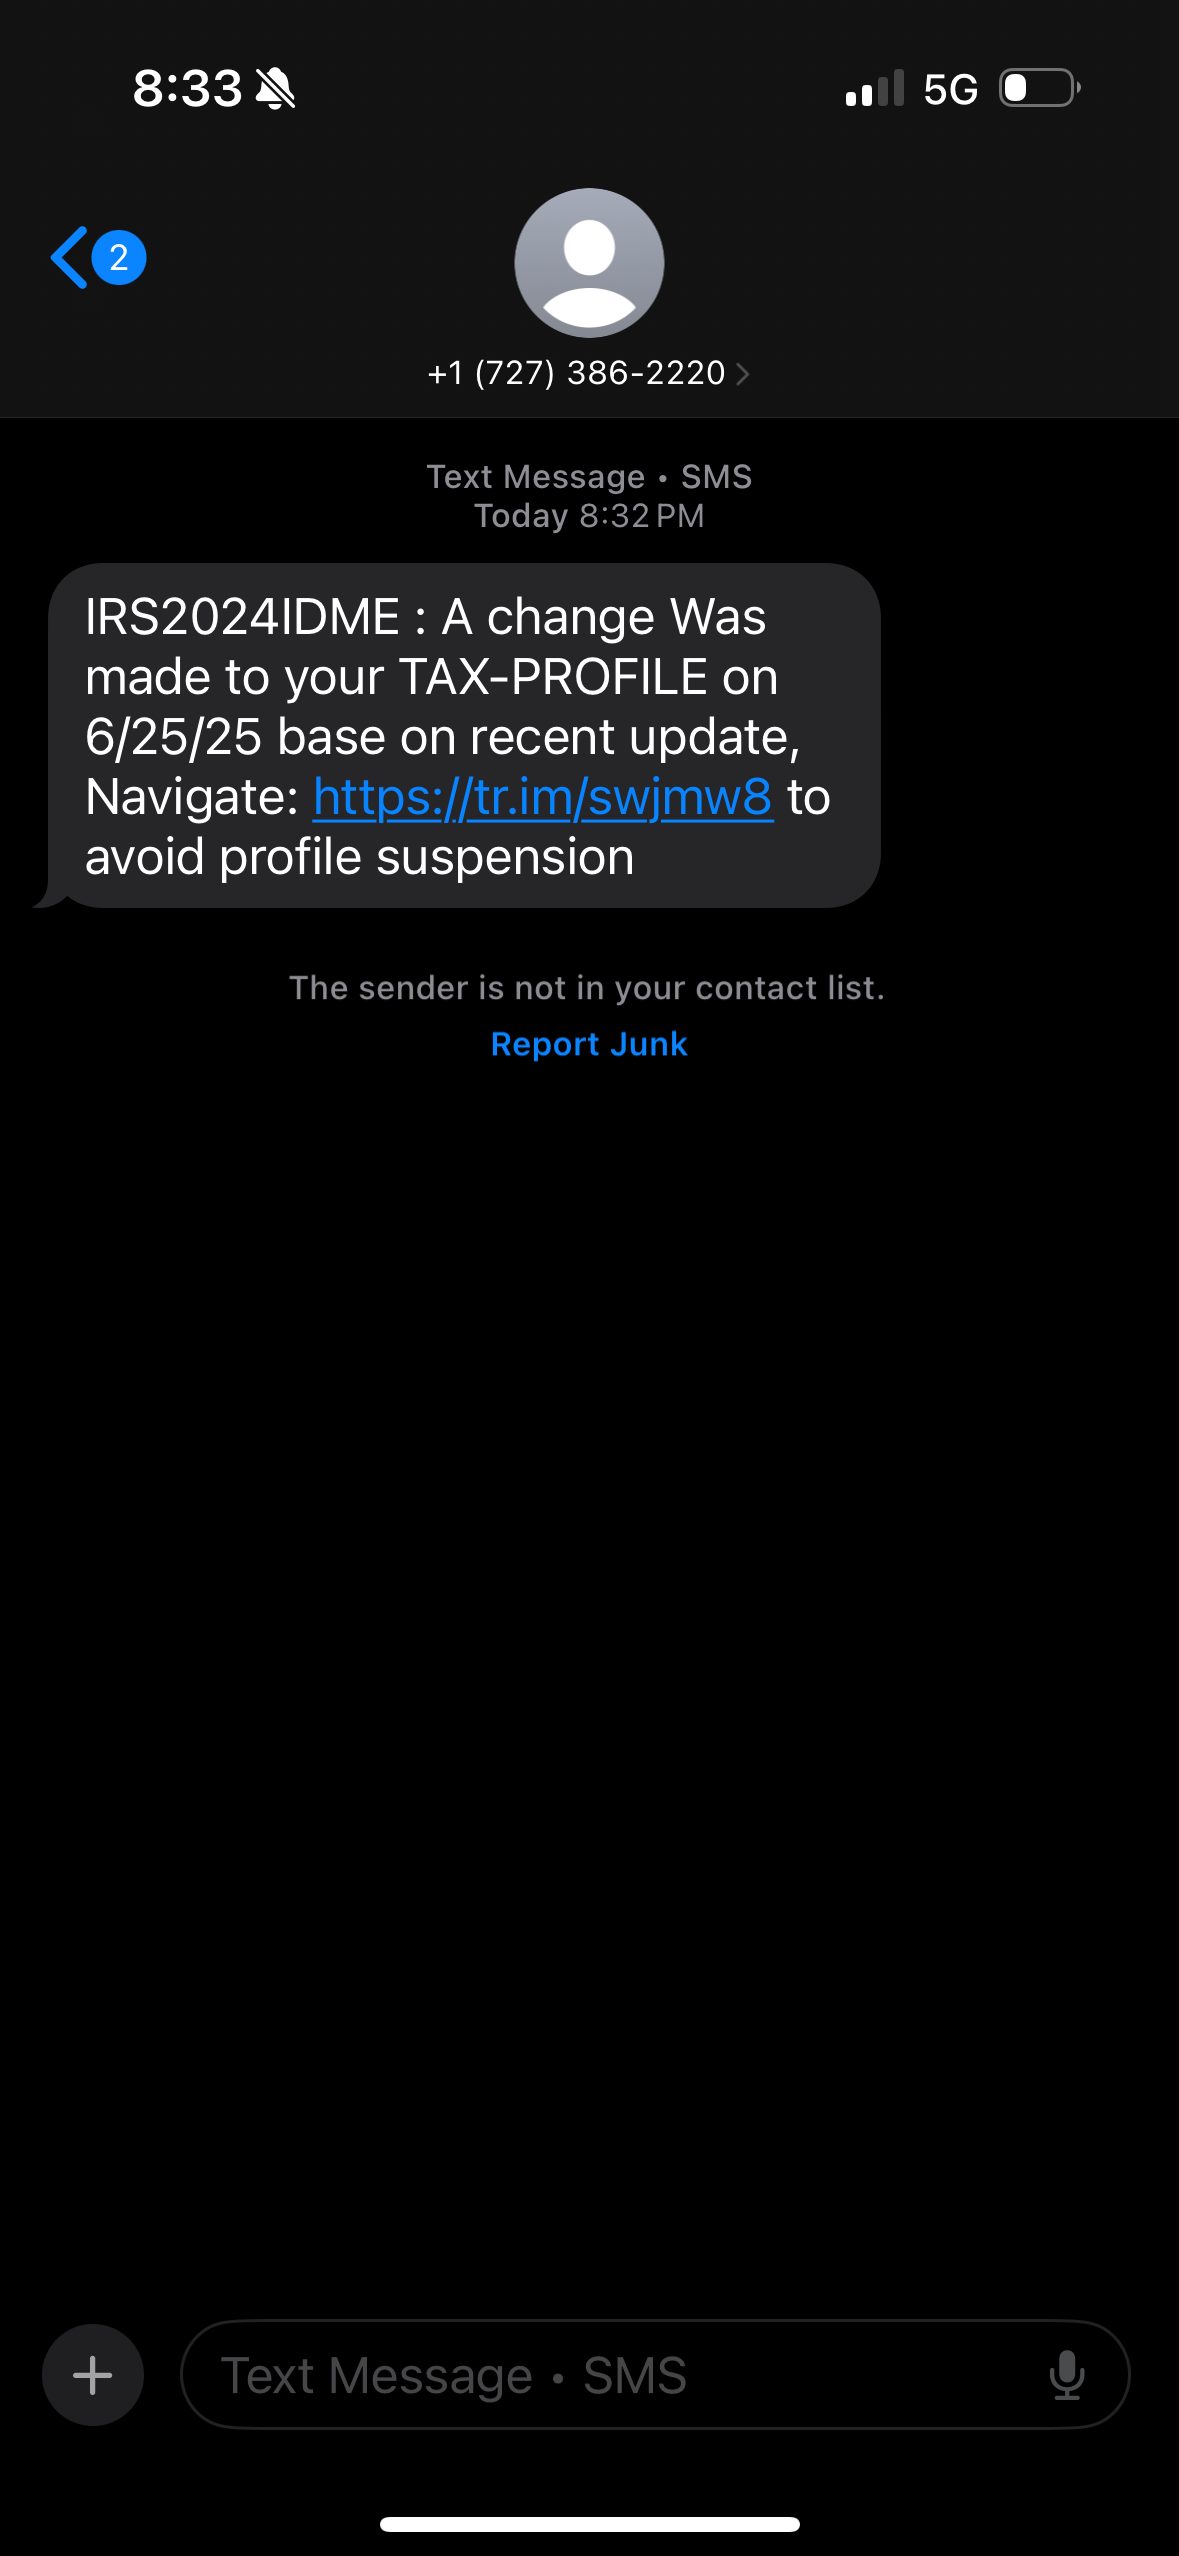 8:33
5G
2
+1 (727) 386-2220
Text Message • SMS
Today 8:32 PM
IRS2024IDME : A change Was
made to your TAX-PROFILE on
6/25/25 base on recent update,
Navigate: https://tr.im/swjmw8 to
avoid profile suspension
The sender is not in your contact list.
Report Junk
Text Message • SMS